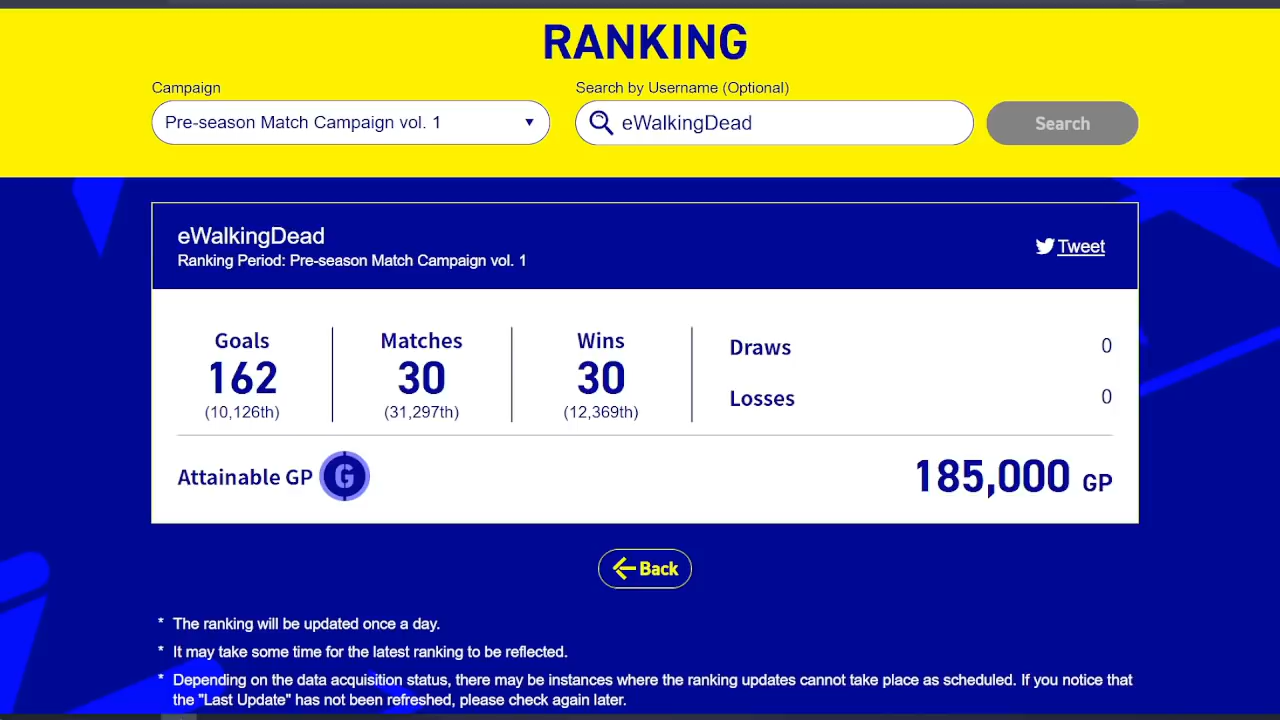 RANKING
Campaign
Search by Username (Optional)
Pre-season Match Campaign vol. 1
eWalkingDead
Search
eWalkingDead
Ranking Period: Pre-season Match Campaign vol. 1
Tweet
Goals
162
(10,126th)
Matches
30
(31,297th)
Wins
30
(12,369th)
Draws 0
Losses 0
Attainable GP G
185,000 GP
Back
* The ranking will be updated once a day.
* It may take some time for the latest ranking to be reflected.
* Depending on the data acquisition status, there may be instances where the ranking updates cannot take place as scheduled. If you notice that
the "Last Update" has not been refreshed, please check again later.